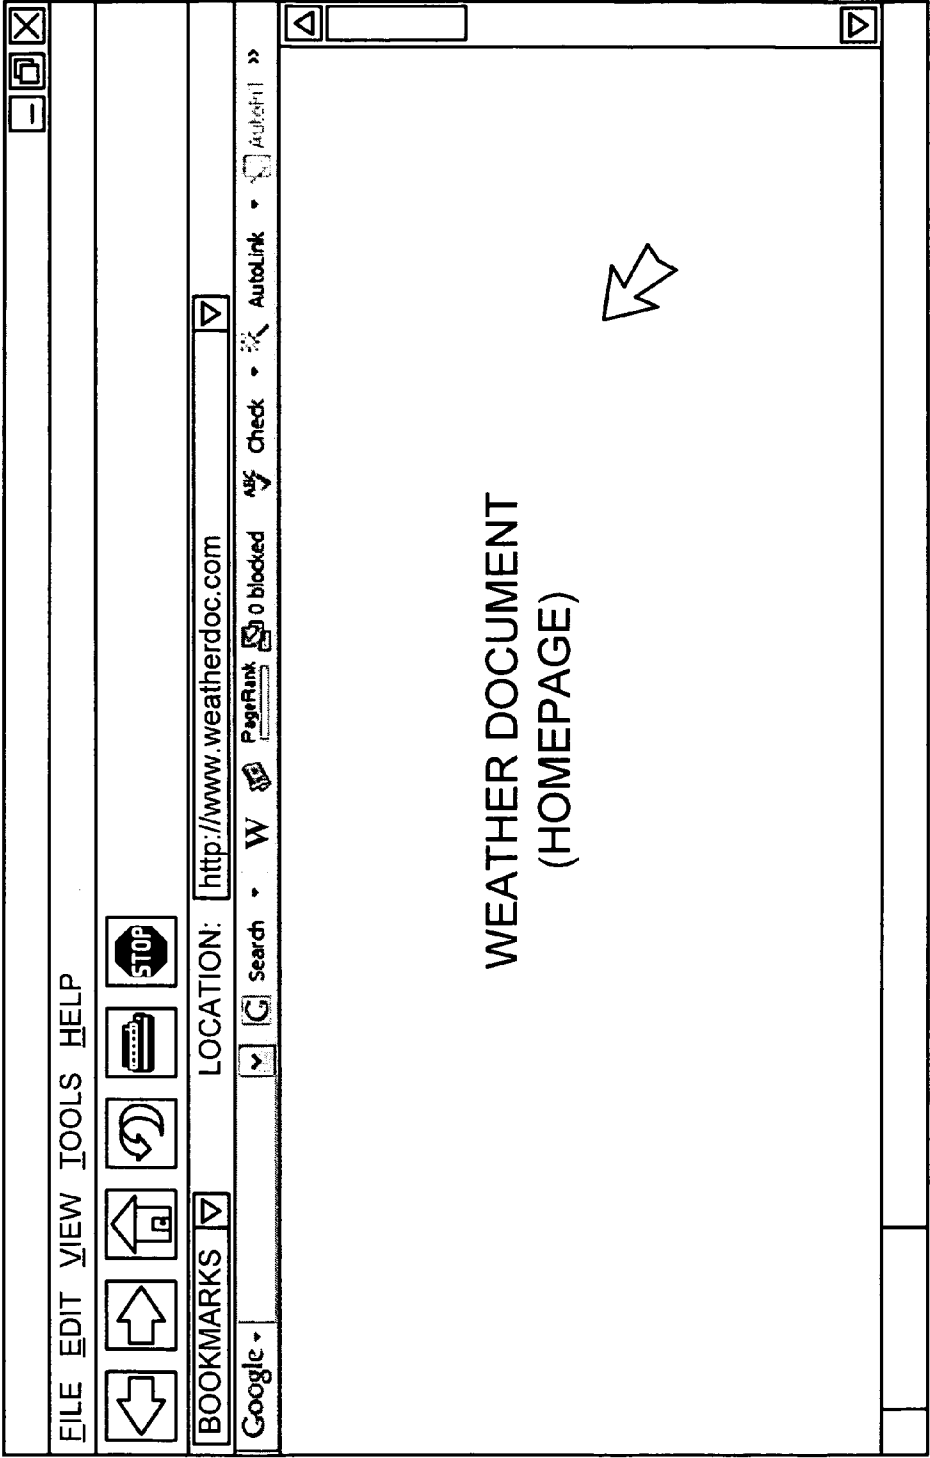 FILE EDIT VIEW TOOLS HELP
STOP
BOOKMARKS LOCATION: http://www.weatherdoc.com
Google G Search W PageRank 0 blocked ABC Check AutoLink AutoFill »
WEATHER DOCUMENT
(HOMEPAGE)